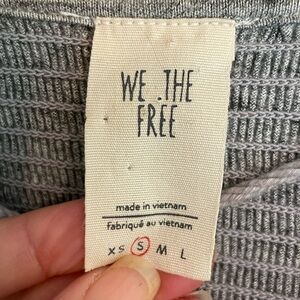 WE .THE
FREE
made in vietnam
fabriqué au vietnam
XS S M L